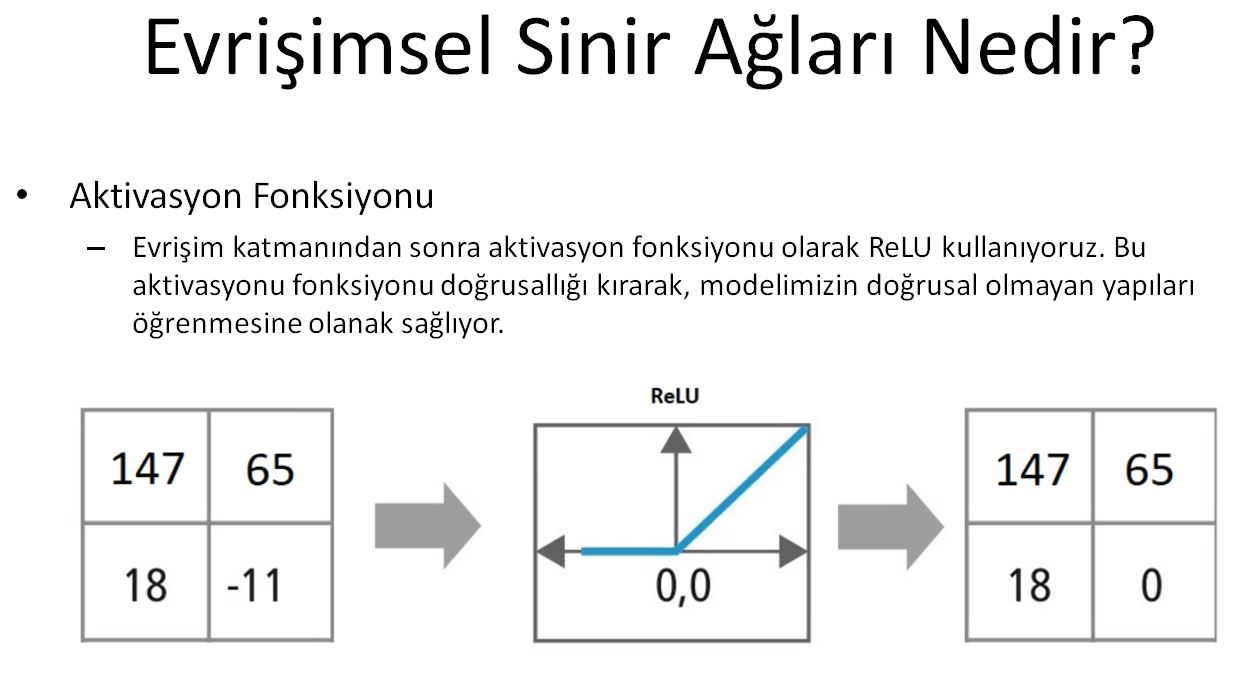 Evrişimsel Sinir Ağları Nedir?
• Aktivasyon Fonksiyonu
– Evrişim katmanından sonra aktivasyon fonksiyonu olarak ReLU kullanıyoruz. Bu
aktivasyonu fonksiyonu doğrusallığı kırarak, modelimizin doğrusal olmayan yapıları
öğrenmesine olanak sağlıyor.
ReLU
147 65
18 -11
0,0
147 65
18 0